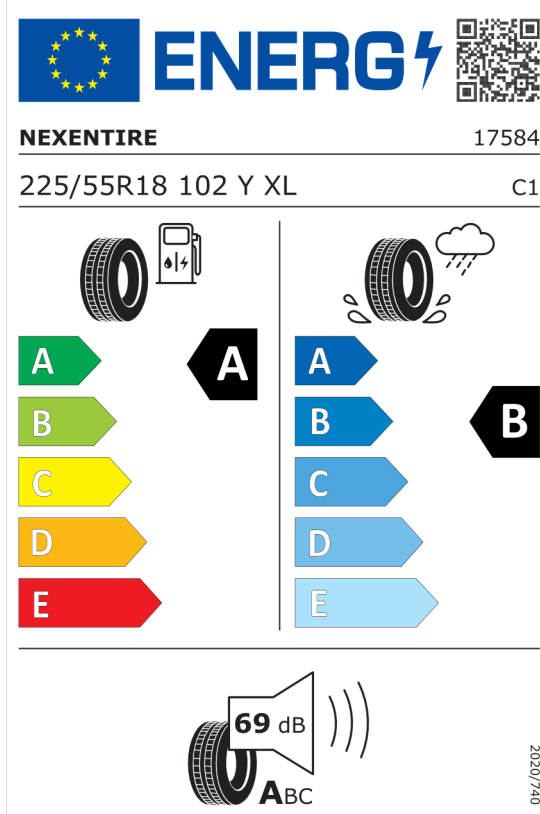 ENERG
NEXENTIRE 17584
225/55R18 102 Y XL C1
A A A
B B B
C C
D D
E E
69 dB
ABC
2020/740